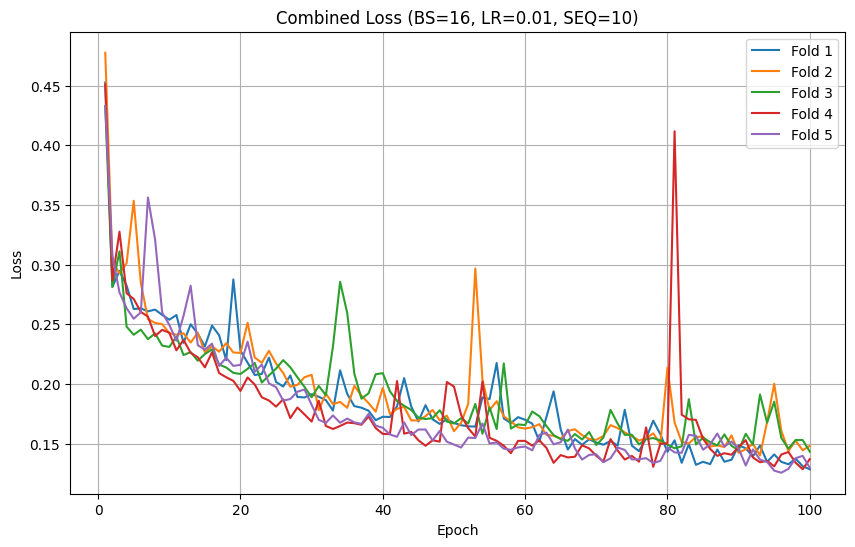 Combined Loss (BS=16, LR=0.01, SEQ=10)
Fold 1
Fold 2
Fold 3
Fold 4
Fold 5
Loss
0.45
0.40
0.35
0.30
0.25
0.20
0.15
0 20 40 60 80 100
Epoch